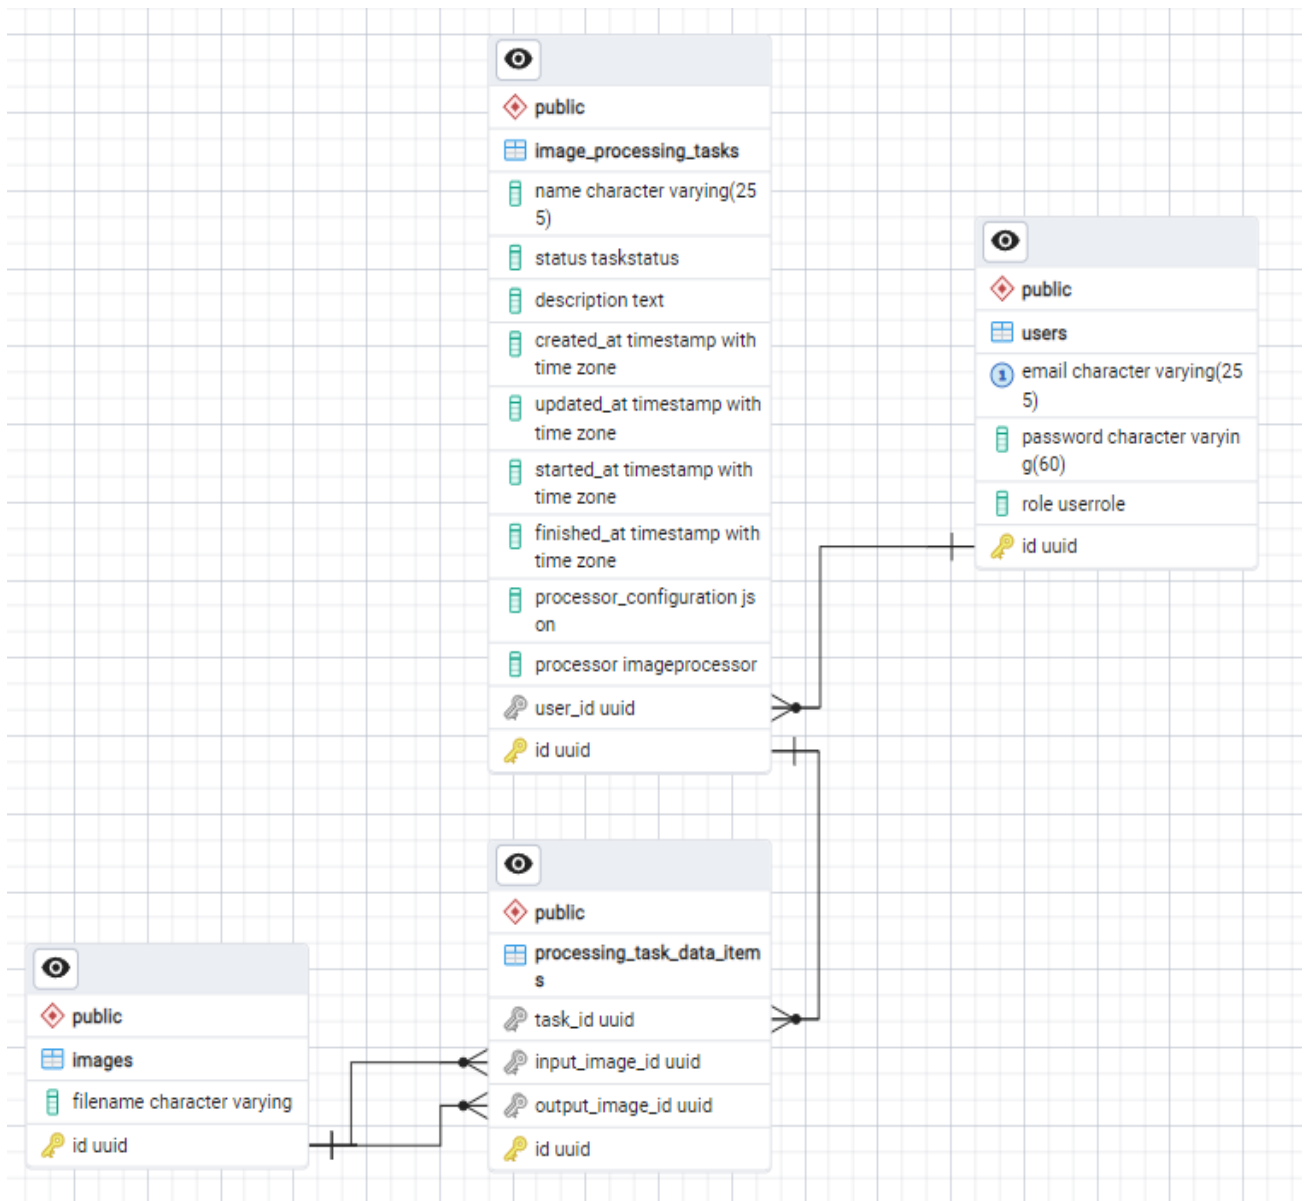 public
image_processing_tasks
name character varying(25
5)
status taskstatus
description text
created_at timestamp with
time zone
updated_at timestamp with
time zone
started_at timestamp with
time zone
finished_at timestamp with
time zone
processor_configuration js
on
processor imageprocessor
user_id uuid
id uuid
public
users
1 email character varying(25
5)
password character varyin
g(60)
role userrole
id uuid
public
processing_task_data_item
s
task_id uuid
input_image_id uuid
output_image_id uuid
id uuid
public
images
filename character varying
id uuid